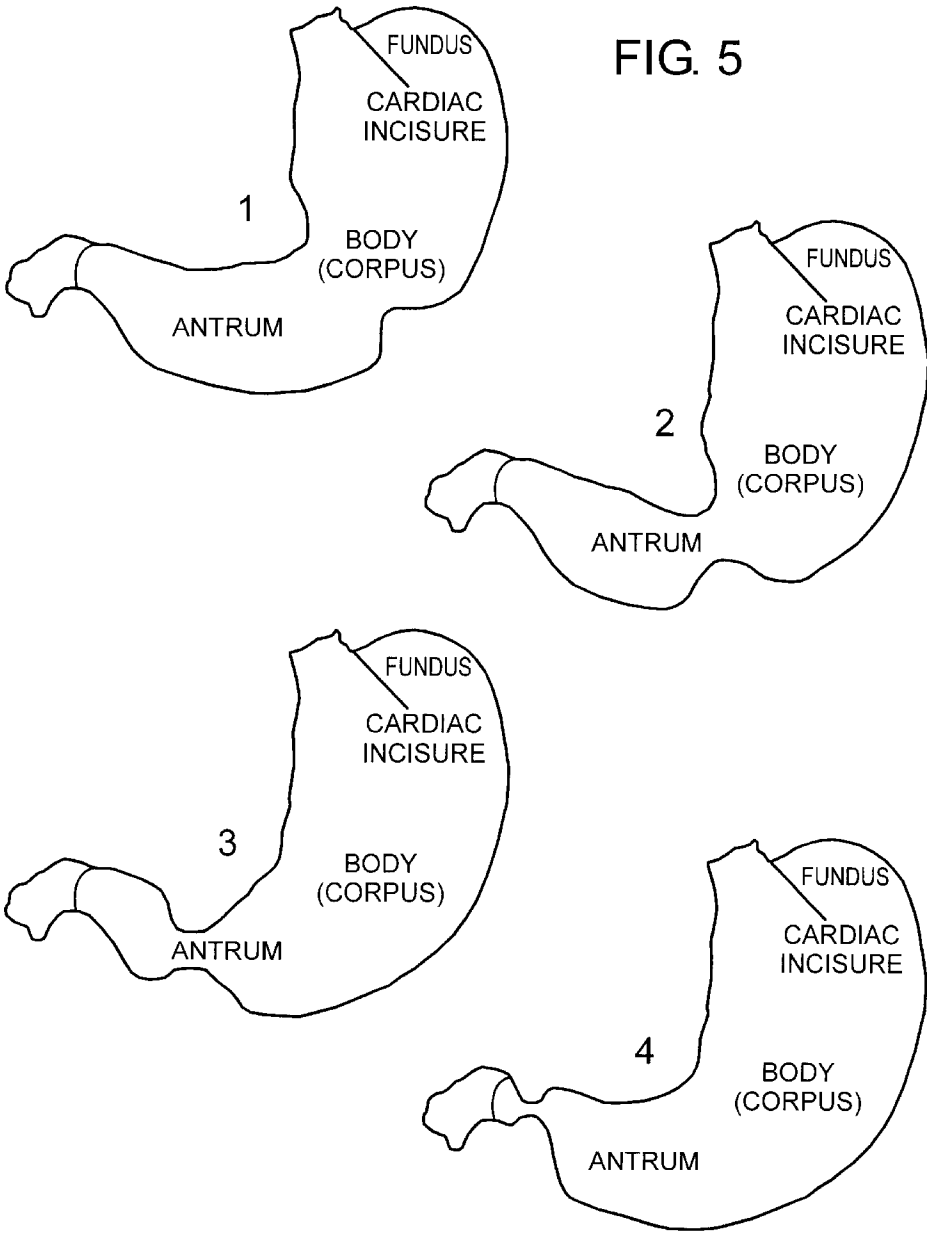 FIG. 5
FUNDUS
CARDIAC
INCISURE
1
BODY
(CORPUS)
ANTRUM
FUNDUS
CARDIAC
INCISURE
2
BODY
(CORPUS)
ANTRUM
FUNDUS
CARDIAC
INCISURE
3
BODY
(CORPUS)
ANTRUM
FUNDUS
CARDIAC
INCISURE
4
BODY
(CORPUS)
ANTRUM